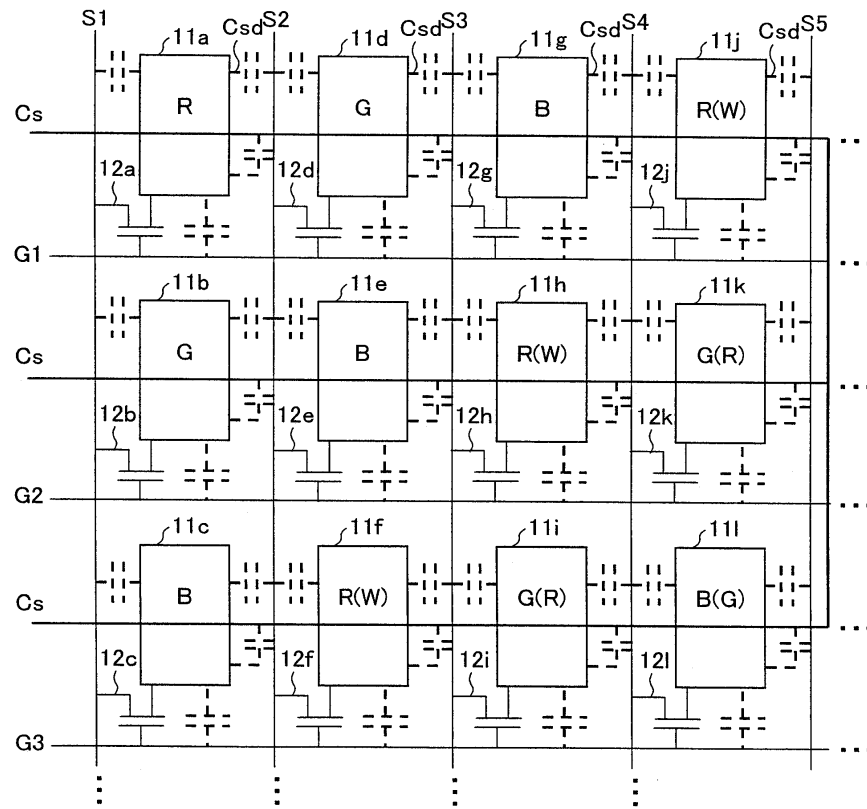 S1 S2 S3 S4 S5
11a Csd 11d Csd 11g Csd 11j Csd
R G B R(W)
Cs
12a 12d 12g 12j
G1
11b 11e 11h 11k
G B R(W) G(R)
Cs
12b 12e 12h 12k
G2
11c 11f 11i 11l
B R(W) G(R) B(G)
Cs
12c 12f 12i 12l
G3